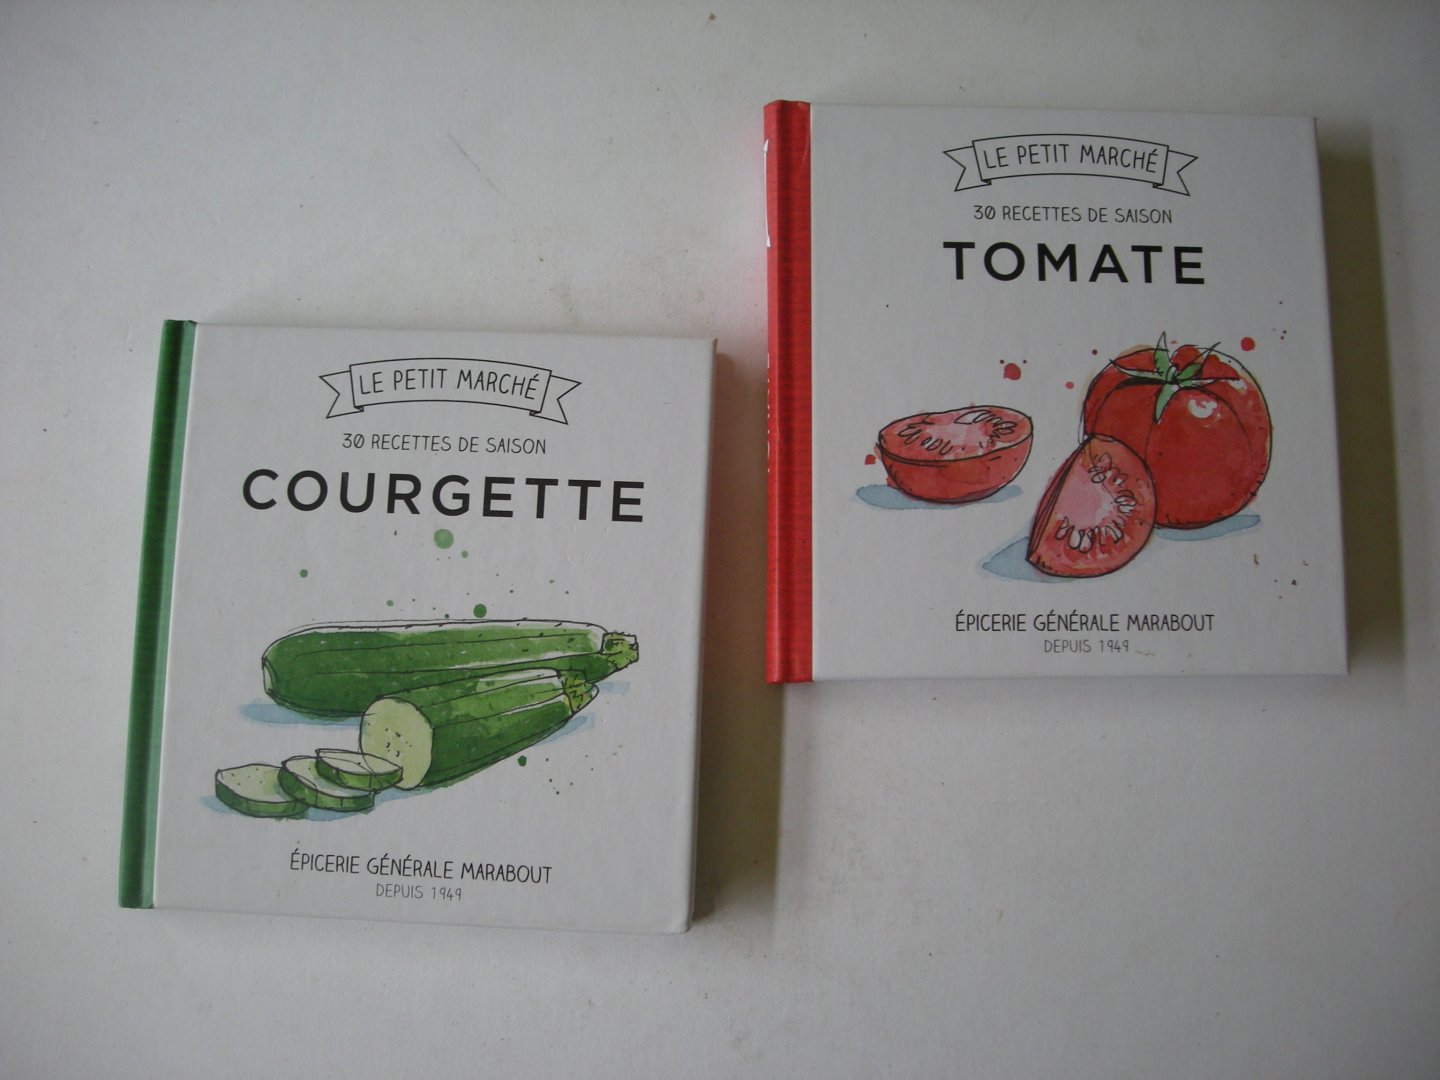 LE PETIT MARCHÉ
30 RECETTES DE SAISON
COURGETTE
ÉPICERIE GÉNÉRALE MARABOUT
DEPUIS 1949
LE PETIT MARCHÉ
30 RECETTES DE SAISON
TOMATE
ÉPICERIE GÉNÉRALE MARABOUT
DEPUIS 1949